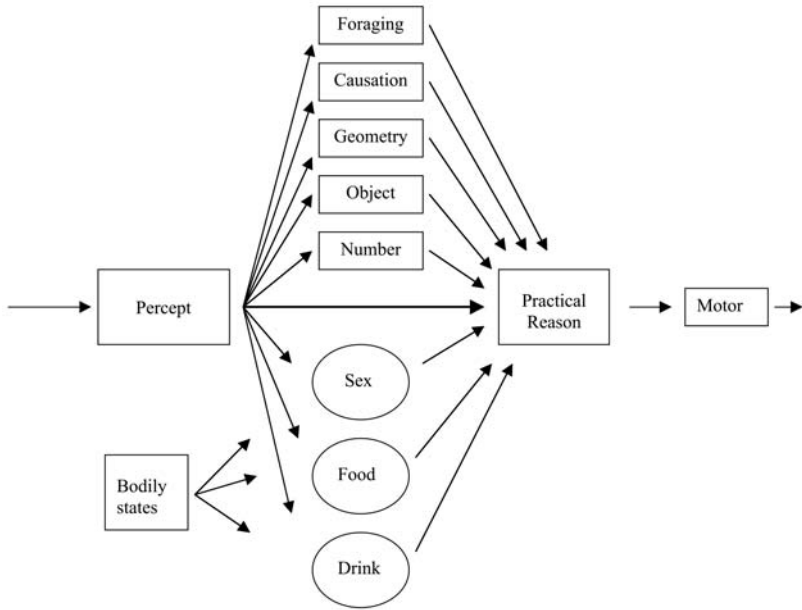 Foraging
Causation
Geometry
Object
Number
Percept
Practical
Reason
Motor
Sex
Food
Bodily
states
Drink